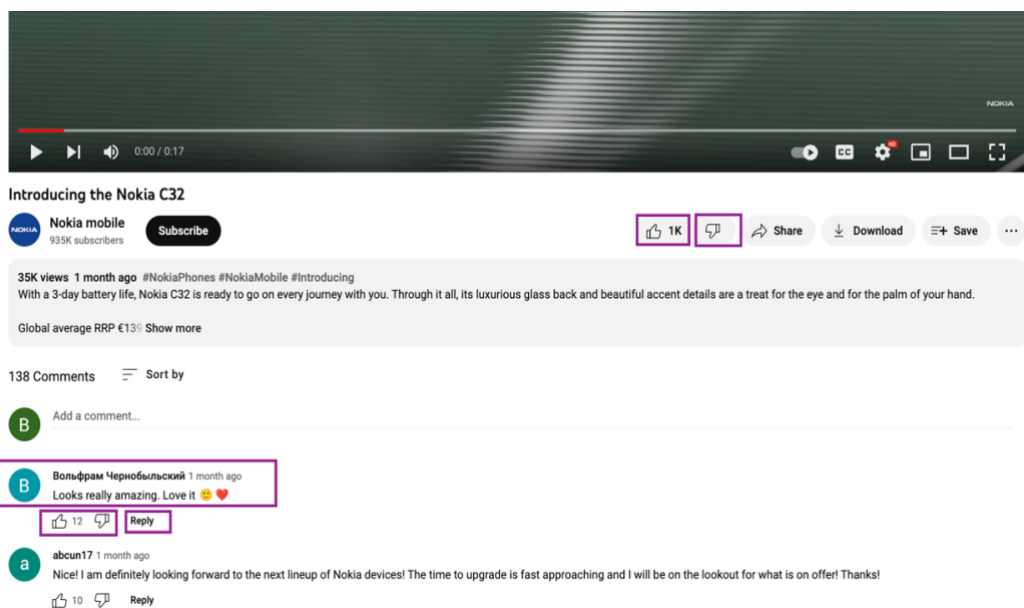 NOKIA
0:00 / 0:17
CC
HD
Introducing the Nokia C32
NOKIA
Nokia mobile
935K subscribers
Subscribe
1K
Share
Download
Save
35K views 1 month ago #NokiaPhones #NokiaMobile #Introducing
With a 3-day battery life, Nokia C32 is ready to go on every journey with you. Through it all, its luxurious glass back and beautiful accent details are a treat for the eye and for the palm of your hand.
Global average RRP €139 Show more
138 Comments
Sort by
B
Add a comment...
В
Вольфрам Чернобыльский 1 month ago
Looks really amazing. Love it 🙂 ❤️
12
Reply
a
abcun17 1 month ago
Nice! I am definitely looking forward to the next lineup of Nokia devices! The time to upgrade is fast approaching and I will be on the lookout for what is on offer! Thanks!
10
Reply